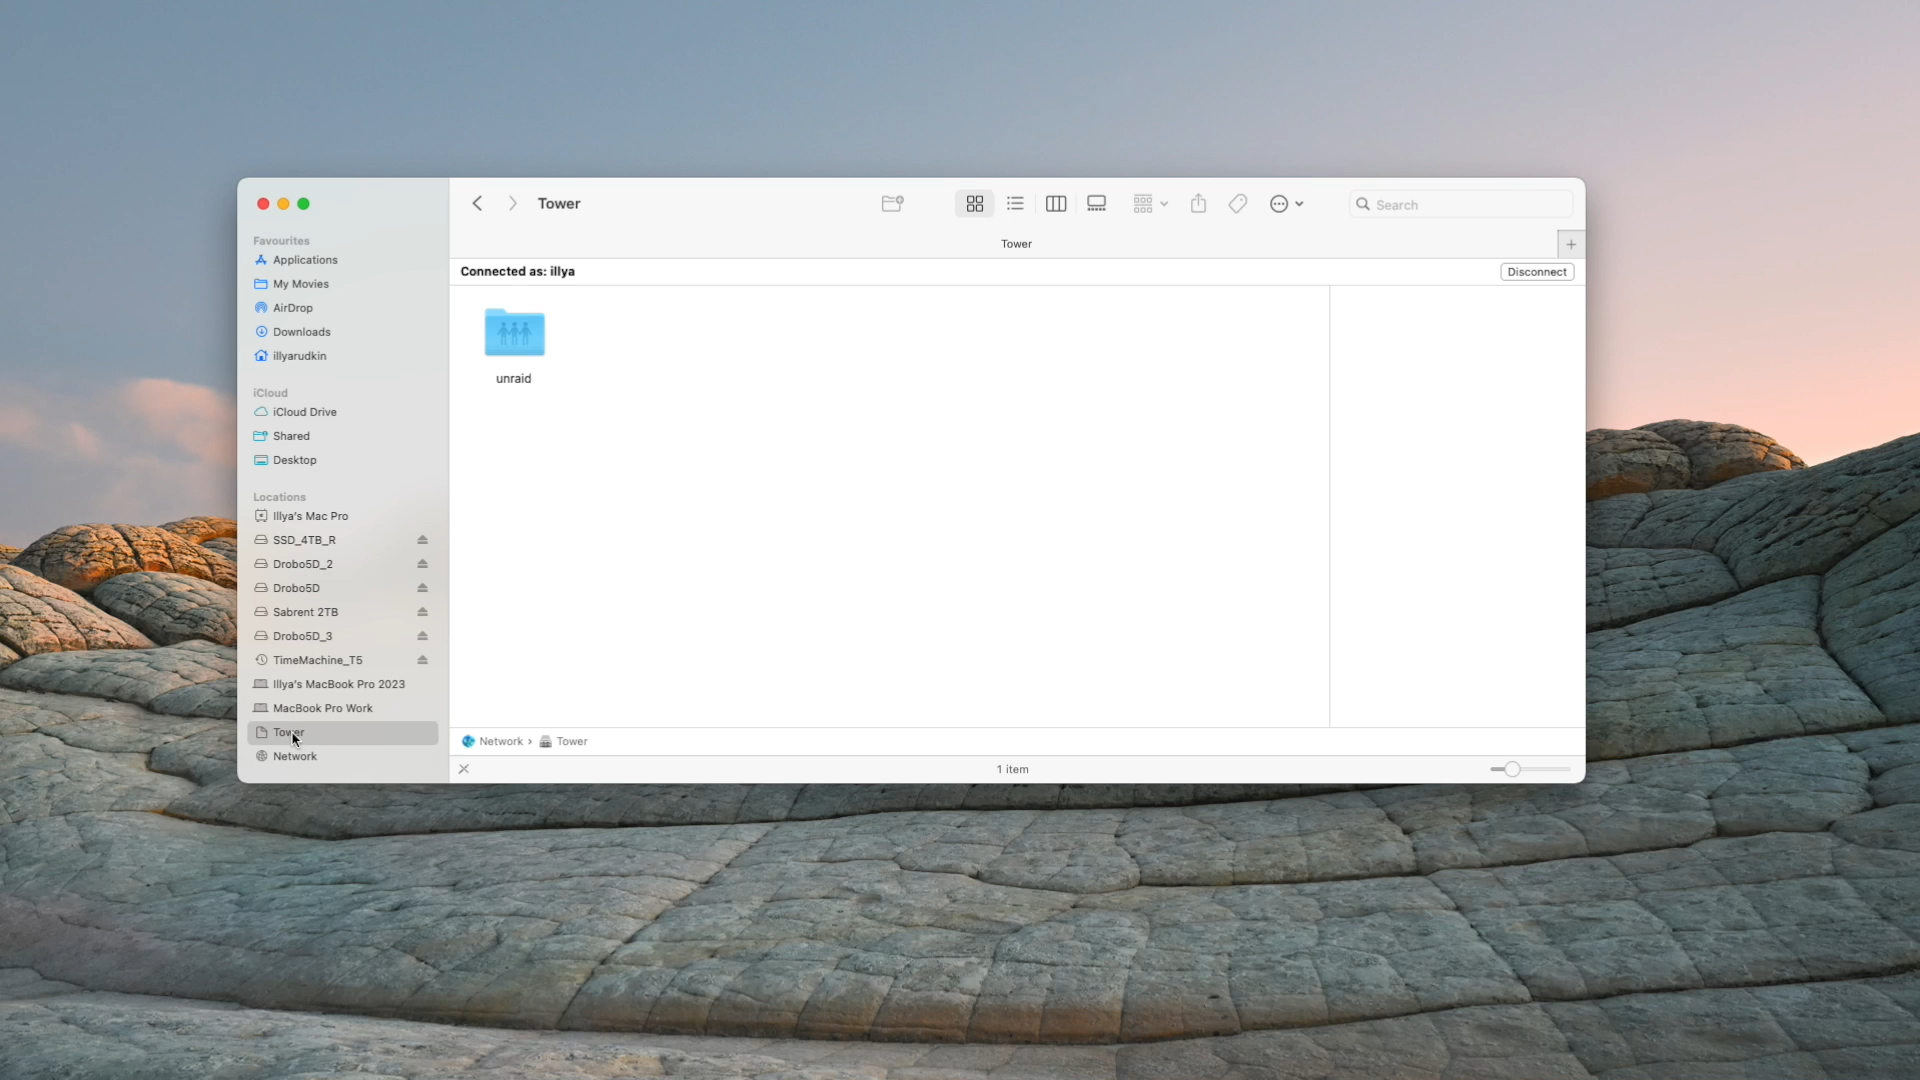 Tower
Search
Tower
Connected as: illya
Disconnect
Favourites
Applications
My Movies
AirDrop
Downloads
illyarudkin
iCloud
iCloud Drive
Shared
Desktop
Locations
Illya's Mac Pro
SSD_4TB_R
Drobo5D_2
Drobo5D
Sabrent 2TB
Drobo5D_3
TimeMachine_T5
Illya's MacBook Pro 2023
MacBook Pro Work
Tower
Network
unraid
Network › Tower
1 item